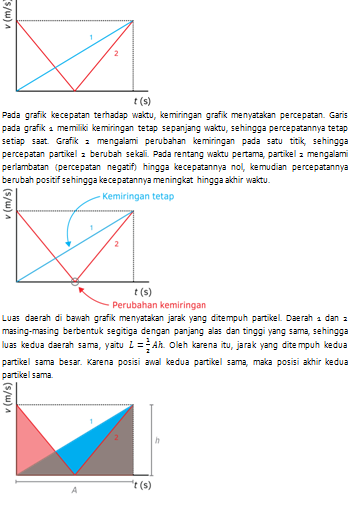 v (m/s)
1
2
t (s)
Pada grafik kecepatan terhadap waktu, kemiringan grafik menyatakan percepatan. Garis
pada grafik 1 memiliki kemiringan tetap sepanjang waktu, sehingga percepatannya tetap
setiap saat. Grafik 2 mengalami perubahan kemiringan pada satu titik, sehingga
percepatan partikel 2 berubah sekali. Pada rentang waktu pertama, partikel 2 mengalami
perlambatan (percepatan negatif) hingga kecepatannya nol, kemudian percepatannya
berubah positif sehingga kecepatannya meningkat hingga akhir waktu.
v (m/s)
Kemiringan tetap
1
2
t (s)
Perubahan kemiringan
Luas daerah di bawah grafik menyatakan jarak yang ditempuh partikel. Daerah 1 dan 2
masing-masing berbentuk segitiga dengan panjang alas dan tinggi yang sama, sehingga
luas kedua daerah sama, yaitu L = 1/2 Ah. Oleh karena itu, jarak yang ditempuh kedua
partikel sama besar. Karena posisi awal kedua partikel sama, maka posisi akhir kedua
partikel sama.
v (m/s)
1
2
h
t (s)
A